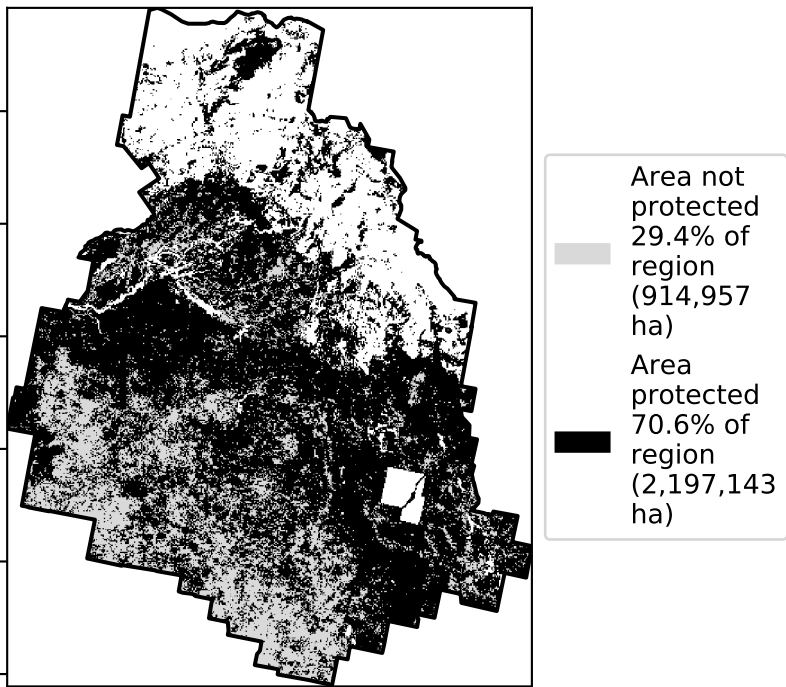 Area not
protected
29.4% of
region
(914,957
ha)
Area
protected
70.6% of
region
(2,197,143
ha)